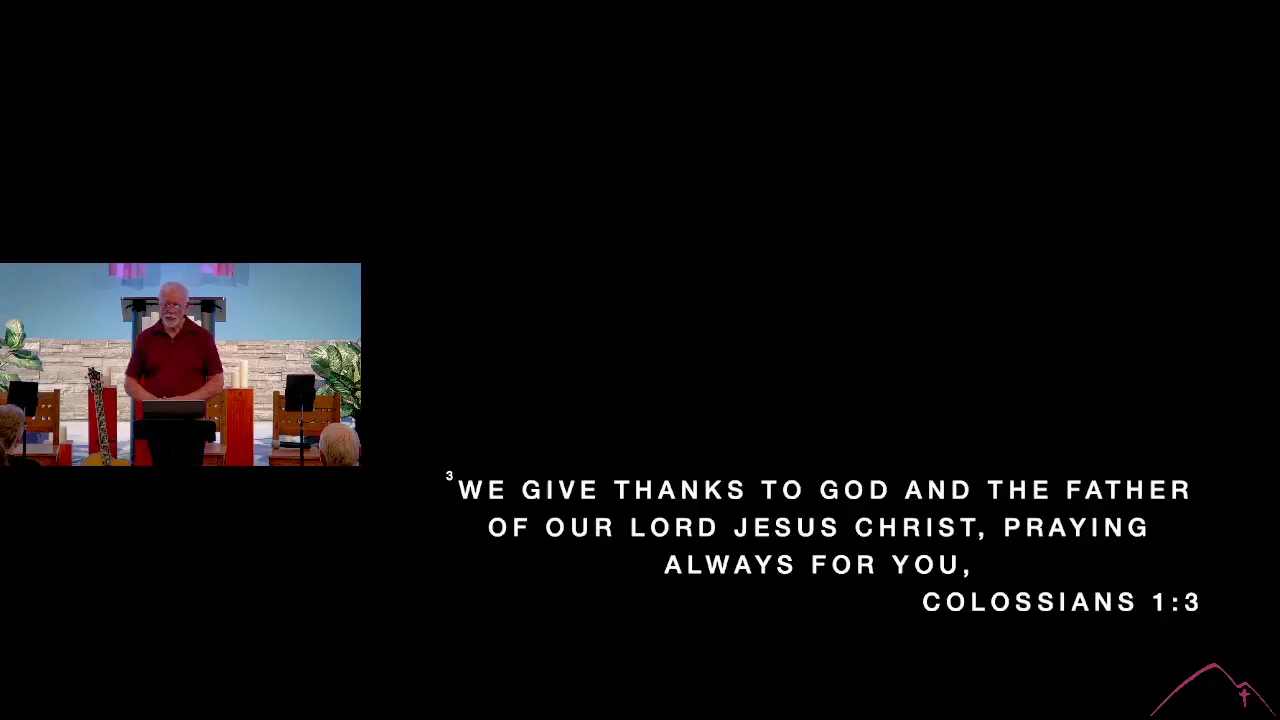 ³WE GIVE THANKS TO GOD AND THE FATHER
OF OUR LORD JESUS CHRIST, PRAYING
ALWAYS FOR YOU,
COLOSSIANS 1:3